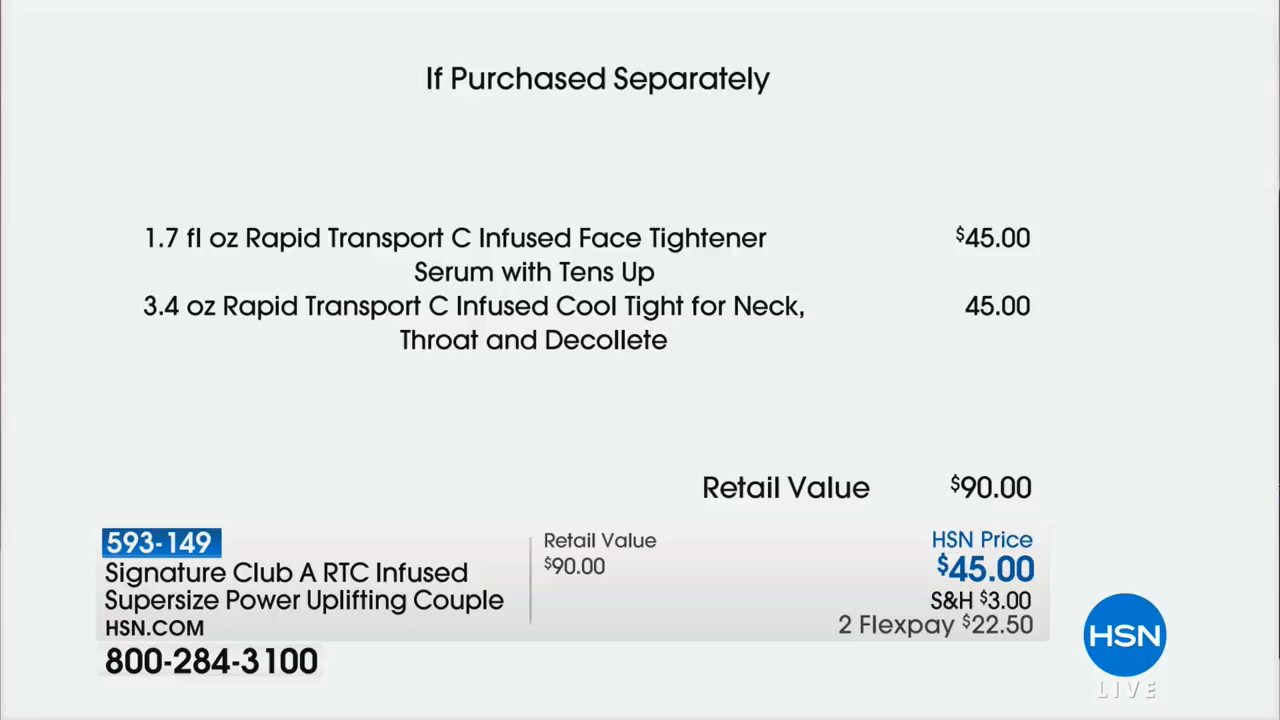 If Purchased Separately
1.7 fl oz Rapid Transport C Infused Face Tightener $45.00
Serum with Tens Up
3.4 oz Rapid Transport C Infused Cool Tight for Neck, 45.00
Throat and Decollete
Retail Value $90.00
593-149
Signature Club A RTC Infused
Supersize Power Uplifting Couple
HSN.COM
800-284-3100
Retail Value
$90.00
HSN Price
$45.00
S&H $3.00
2 Flexpay $22.50
HSN
LIVE